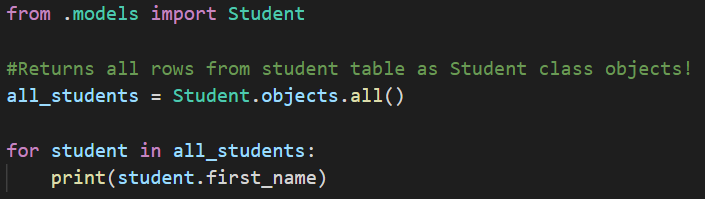 from .models import Student
#Returns all rows from student table as Student class objects!
all_students = Student.objects.all()
for student in all_students:
    print(student.first_name)